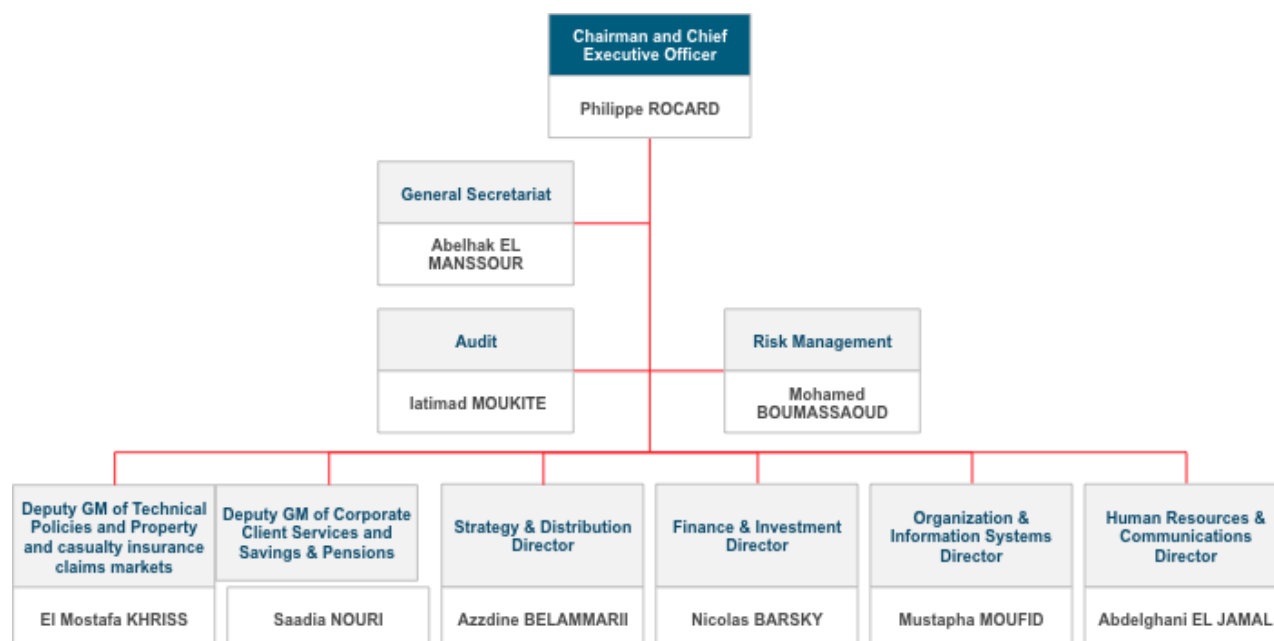 Chairman and Chief
Executive Officer
Philippe ROCARD
General Secretariat
Abelhak EL
MANSSOUR
Audit
Iatimad MOUKITE
Risk Management
Mohamed
BOUMASSAOUD
Deputy GM of Technical
Policies and Property
and casualty insurance
claims markets
El Mostafa KHRISS
Deputy GM of Corporate
Client Services and
Savings & Pensions
Saadia NOURI
Strategy & Distribution
Director
Azzdine BELAMMARII
Finance & Investment
Director
Nicolas BARSKY
Organization &
Information Systems
Director
Mustapha MOUFID
Human Resources &
Communications
Director
Abdelghani EL JAMAL